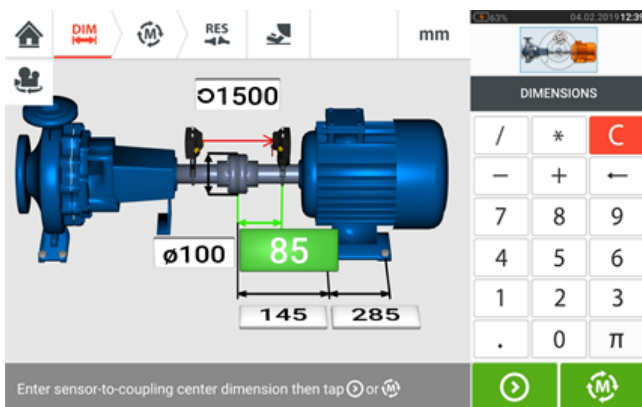 DIM
M
RES
mm
63%
04.02.2019 12:39
1500
DIMENSIONS
/ * C
− + ←
7 8 9
4 5 6
1 2 3
. 0 π
ø100
85
145
285
Enter sensor-to-coupling center dimension then tap or M
M